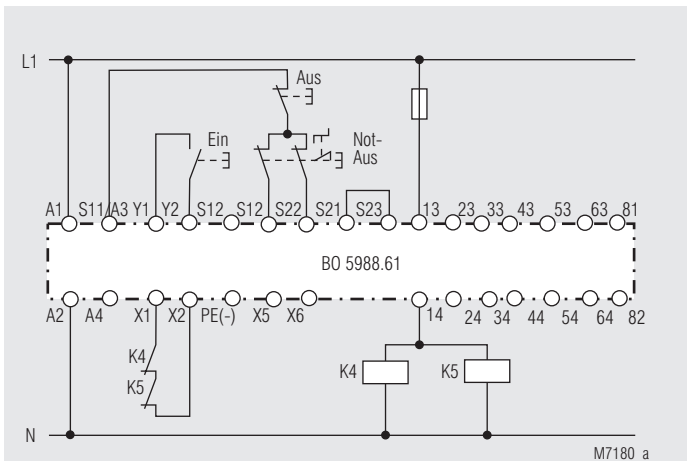 L1
Aus
Ein
Not-
Aus
A1 S11/A3 Y1 Y2 S12 S12 S22 S21 S23 13 23 33 43 53 63 81
BO 5988.61
A2 A4 X1 X2 PE(-) X5 X6 14 24 34 44 54 64 82
K4
K5
K4 K5
N
M7180_a